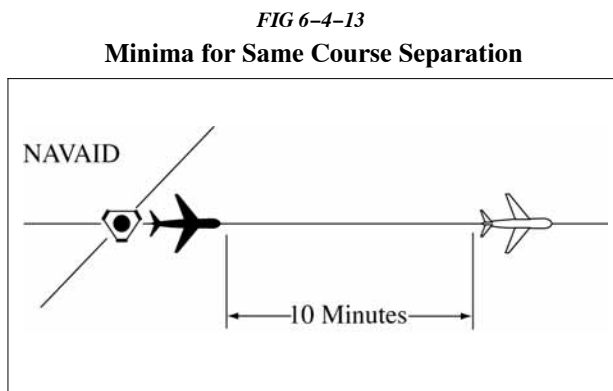 FIG 6–4–13
Minima for Same Course Separation
NAVAID
10 Minutes